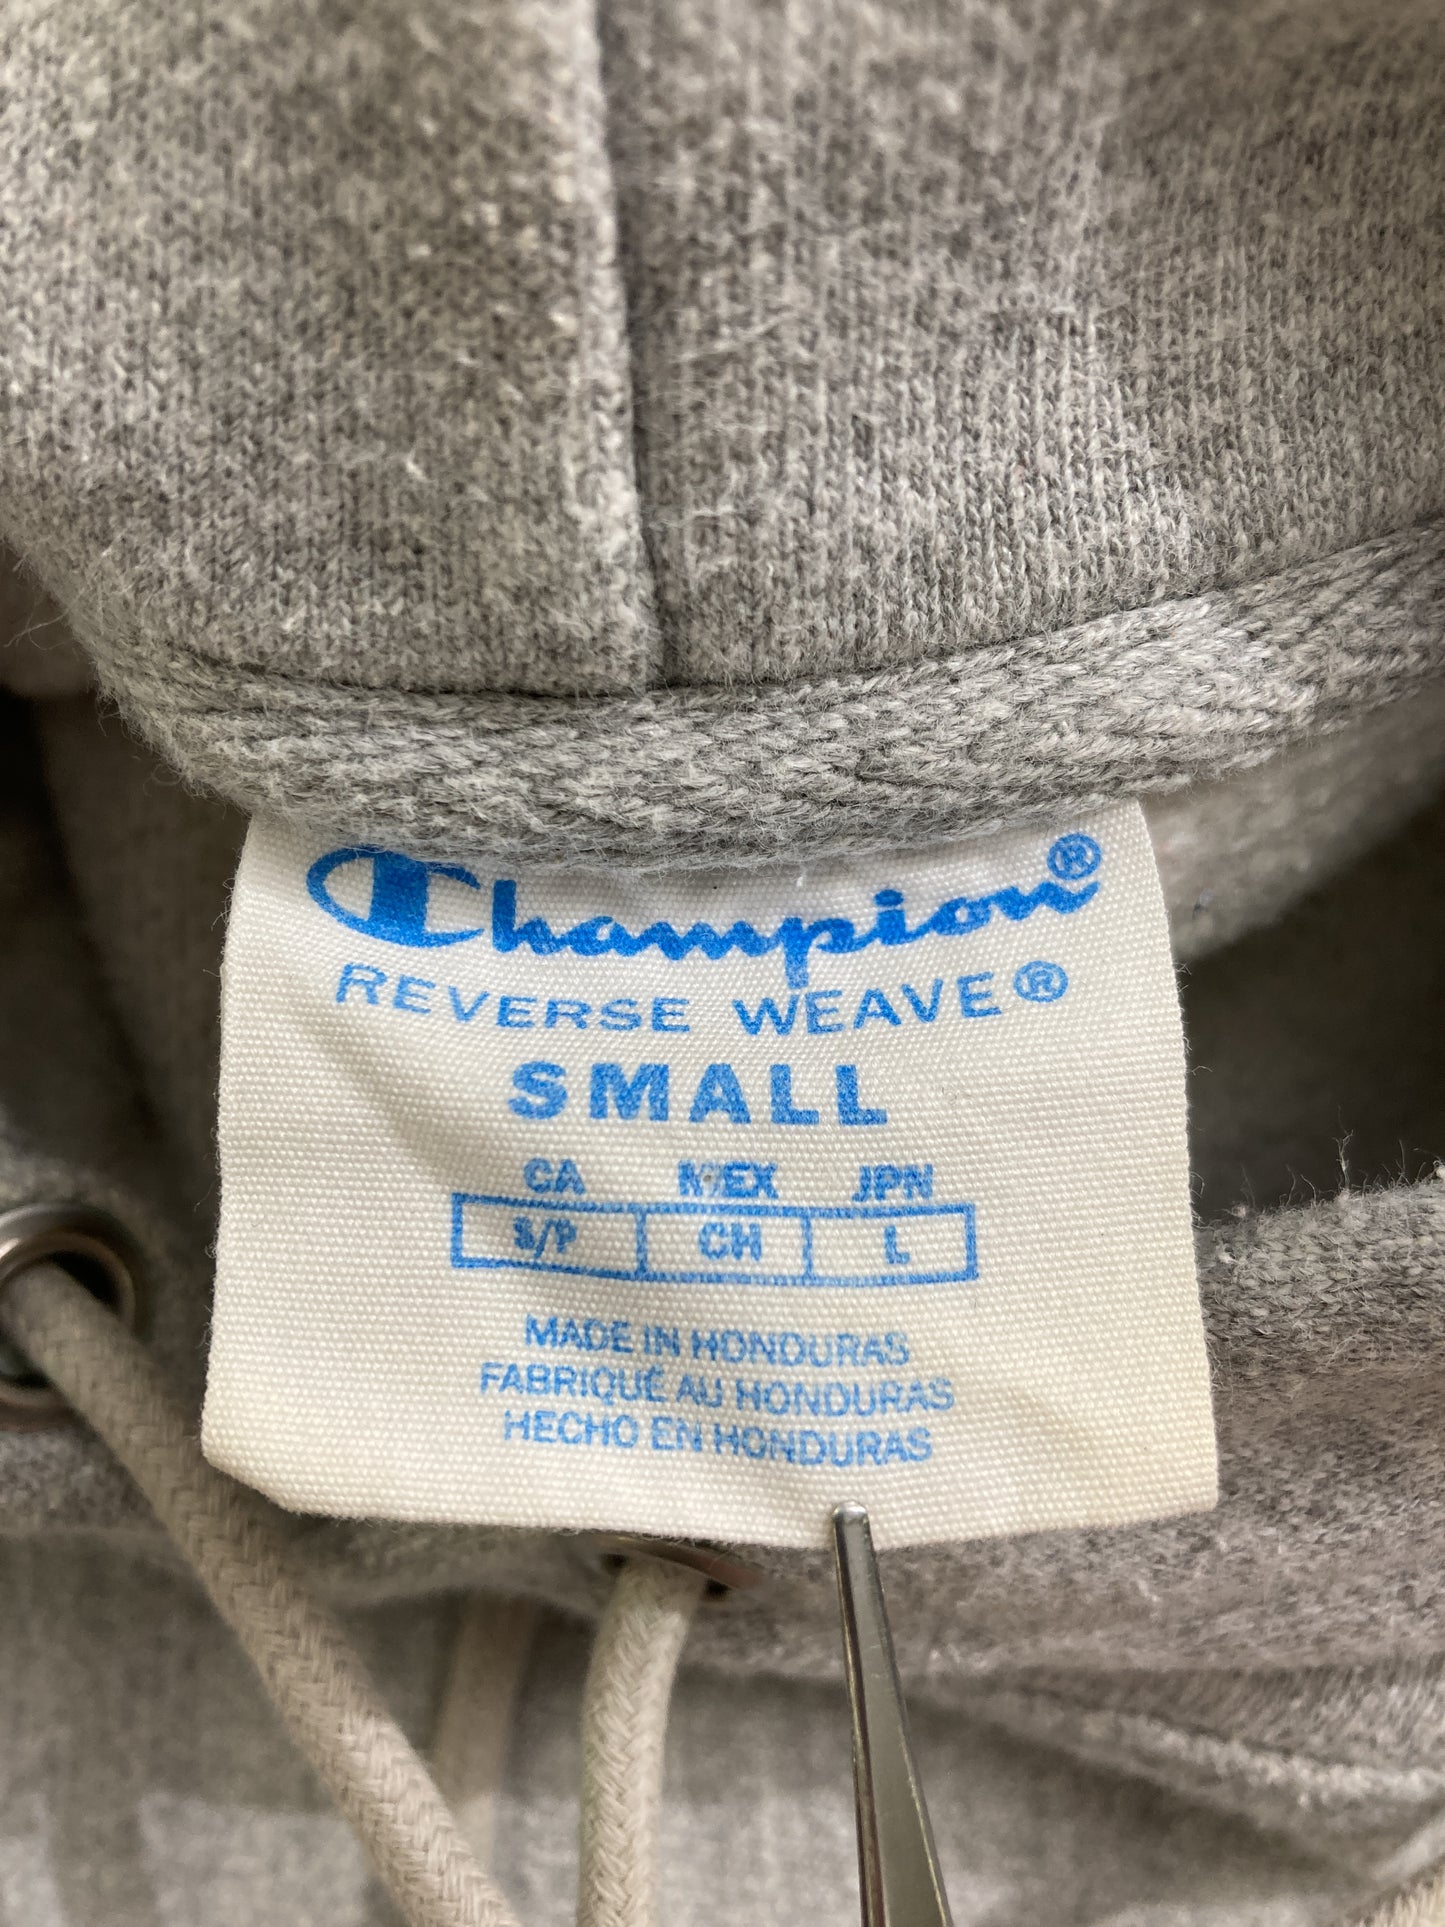 Champion®
REVERSE WEAVE®
SMALL
CA MEX JPN
S/P CH L
MADE IN HONDURAS
FABRIQUÉ AU HONDURAS
HECHO EN HONDURAS